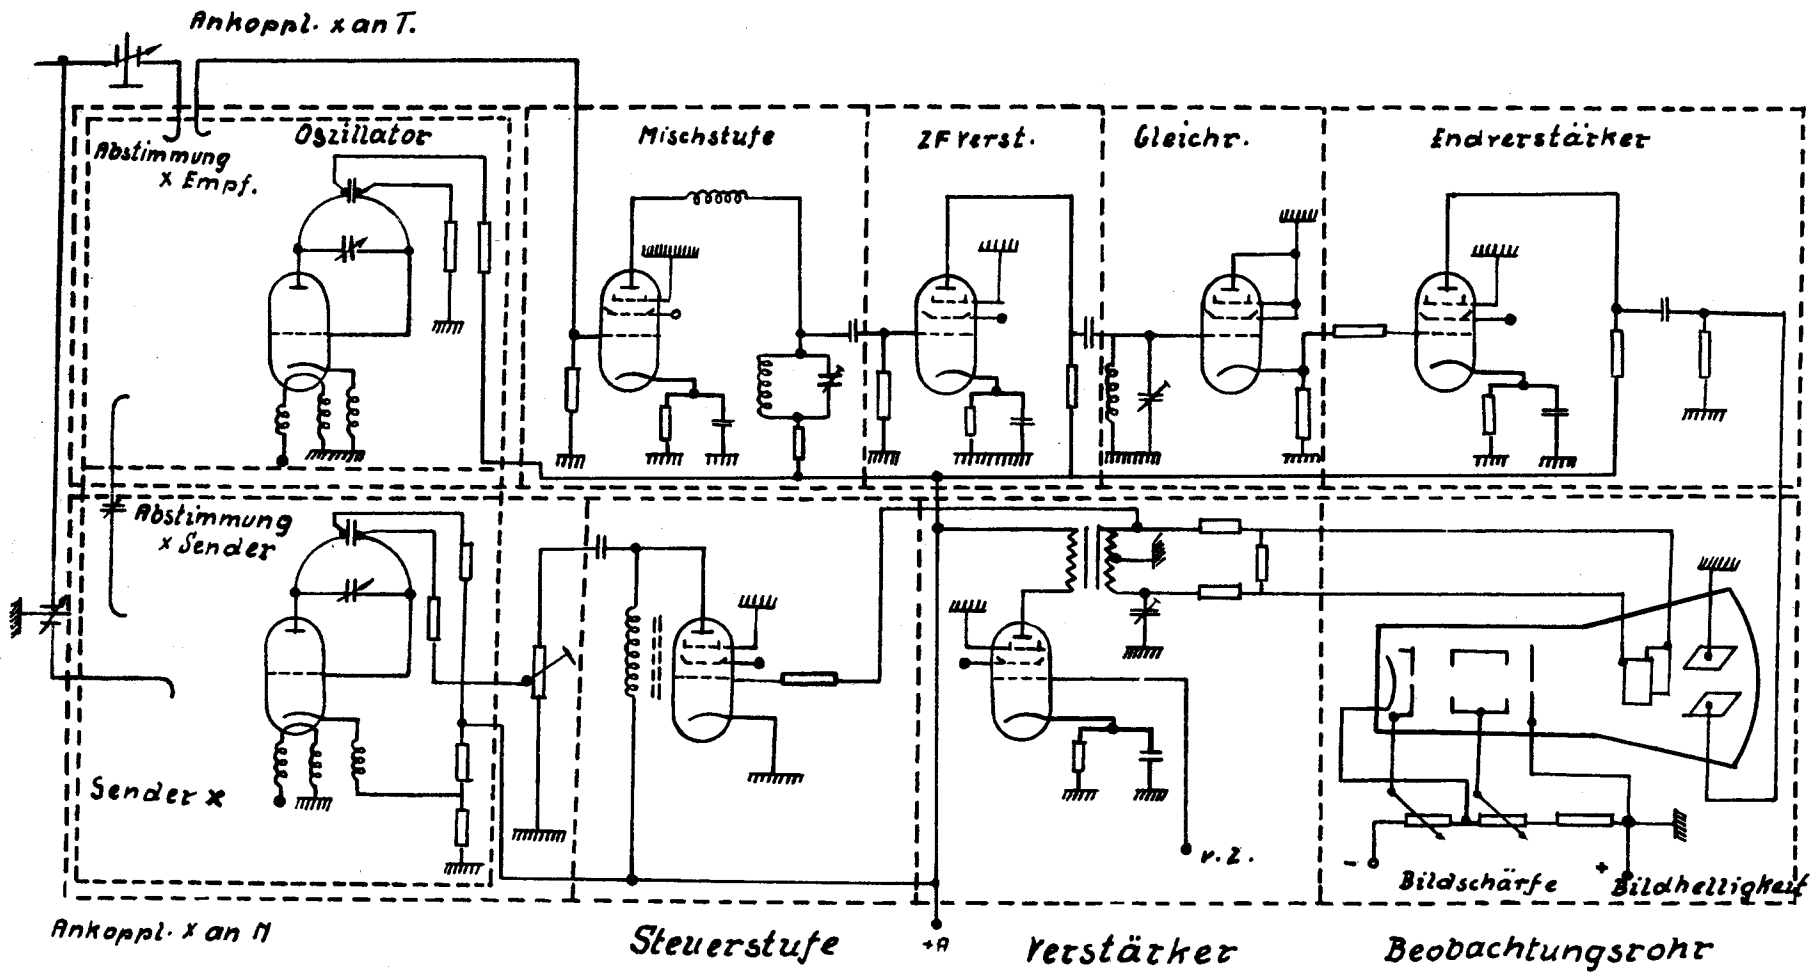 Ankoppl. x an T.
Oszillator
Mischstufe
ZF Verst.
Gleichr.
Endverstärker
Abstimmung
x Empf.
Abstimmung
x Sender
Sender x
v. Z.
-
+
Bildschärfe
Bildhelligkeit
Ankoppl. x an M
Steuerstufe
+A
Verstärker
Beobachtungsrohr